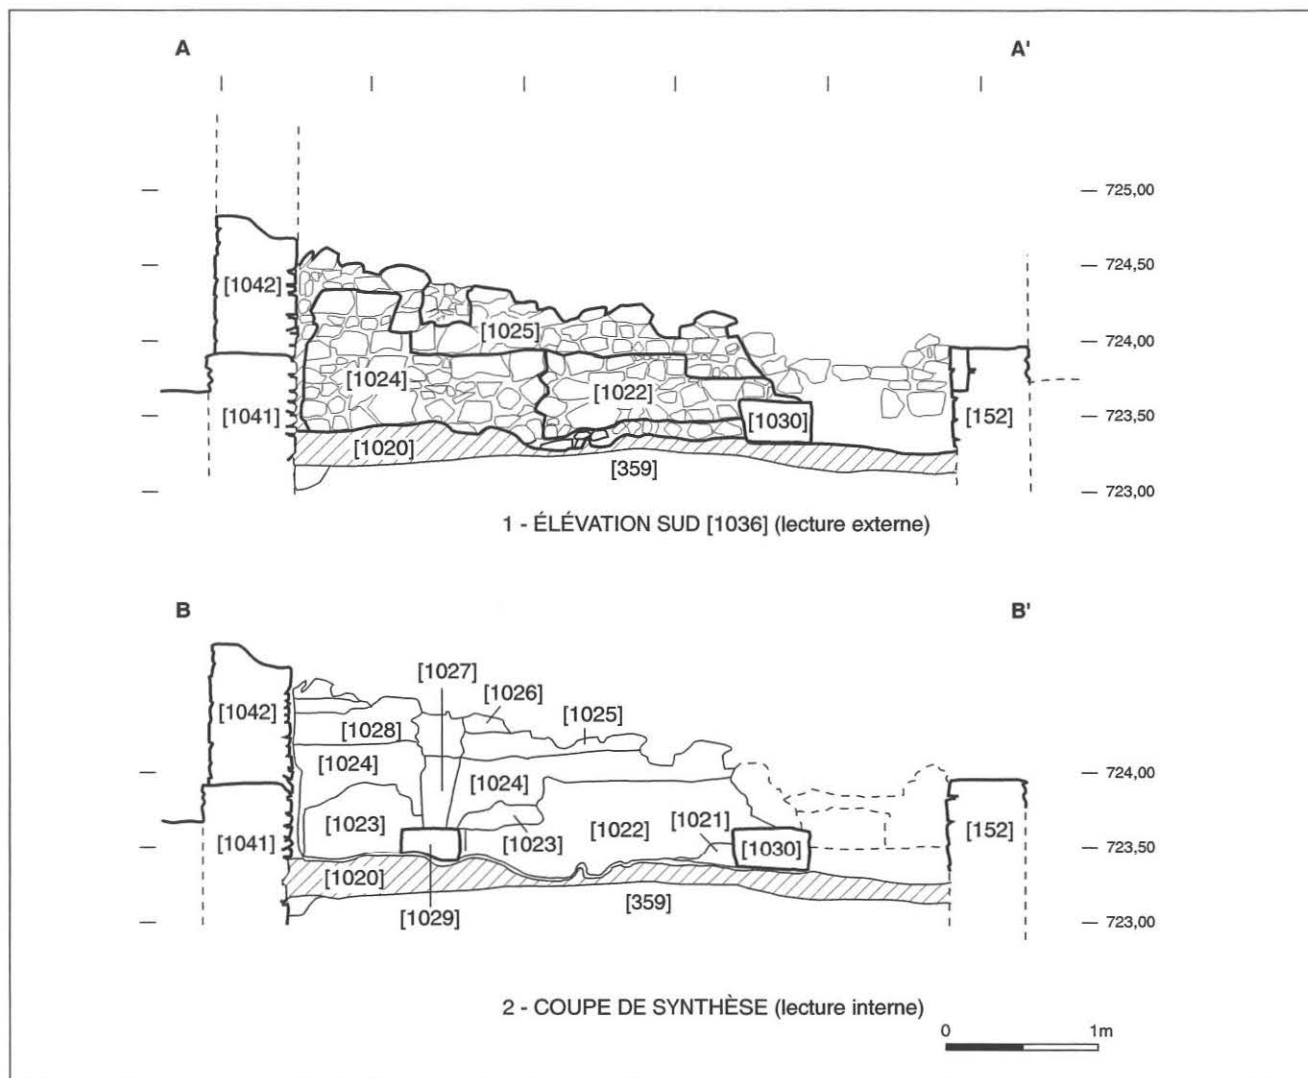 A A'
725,00
724,50
[1042]
[1025]
724,00
[1024]
[1022]
[1041] [1030] [152] 723,50
[1020]
[359]
723,00
1 - ÉLÉVATION SUD [1036] (lecture externe)
B B'
[1027]
[1026]
[1042] [1025]
[1028]
[1024] 724,00
[1024]
[1023] [1021] [152]
[1041] [1023] [1022] [1030] 723,50
[1020]
[359]
[1029] 723,00
2 - COUPE DE SYNTHÈSE (lecture interne)
0 1m